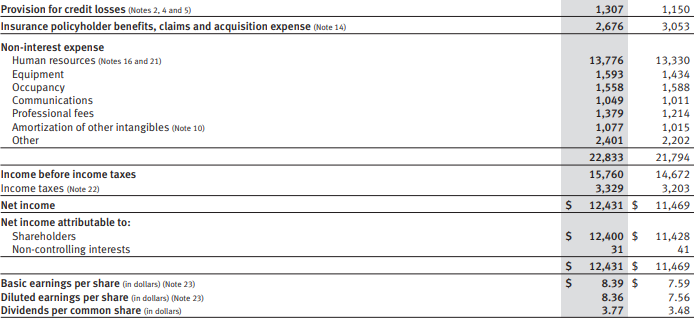 Provision for credit losses (Notes 2, 4 and 5) 1,307 1,150
Insurance policyholder benefits, claims and acquisition expense (Note 14) 2,676 3,053
Non-interest expense
Human resources (Notes 16 and 21) 13,776 13,330
Equipment 1,593 1,434
Occupancy 1,558 1,588
Communications 1,049 1,011
Professional fees 1,379 1,214
Amortization of other intangibles (Note 10) 1,077 1,015
Other 2,401 2,202
22,833 21,794
Income before income taxes 15,760 14,672
Income taxes (Note 22) 3,329 3,203
Net income $ 12,431 $ 11,469
Net income attributable to:
Shareholders $ 12,400 $ 11,428
Non-controlling interests 31 41
$ 12,431 $ 11,469
Basic earnings per share (in dollars) (Note 23) $ 8.39 $ 7.59
Diluted earnings per share (in dollars) (Note 23) 8.36 7.56
Dividends per common share (in dollars) 3.77 3.48